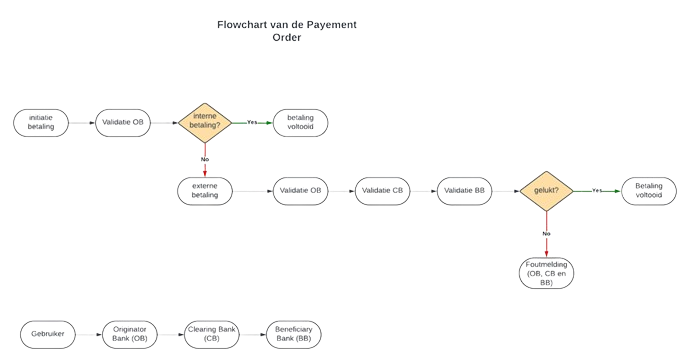 Flowchart van de Payement
Order
initiatie
betaling
Validatie OB
interne
betaling?
Yes
betaling
voltooid
No
externe
betaling
Validatie OB
Validatie CB
Validatie BB
gelukt?
Yes
Betaling
voltooid
No
Foutmelding
(OB, CB en
BB)
Gebruiker
Originator
Bank (OB)
Clearing Bank
(CB)
Beneficiary
Bank (BB)